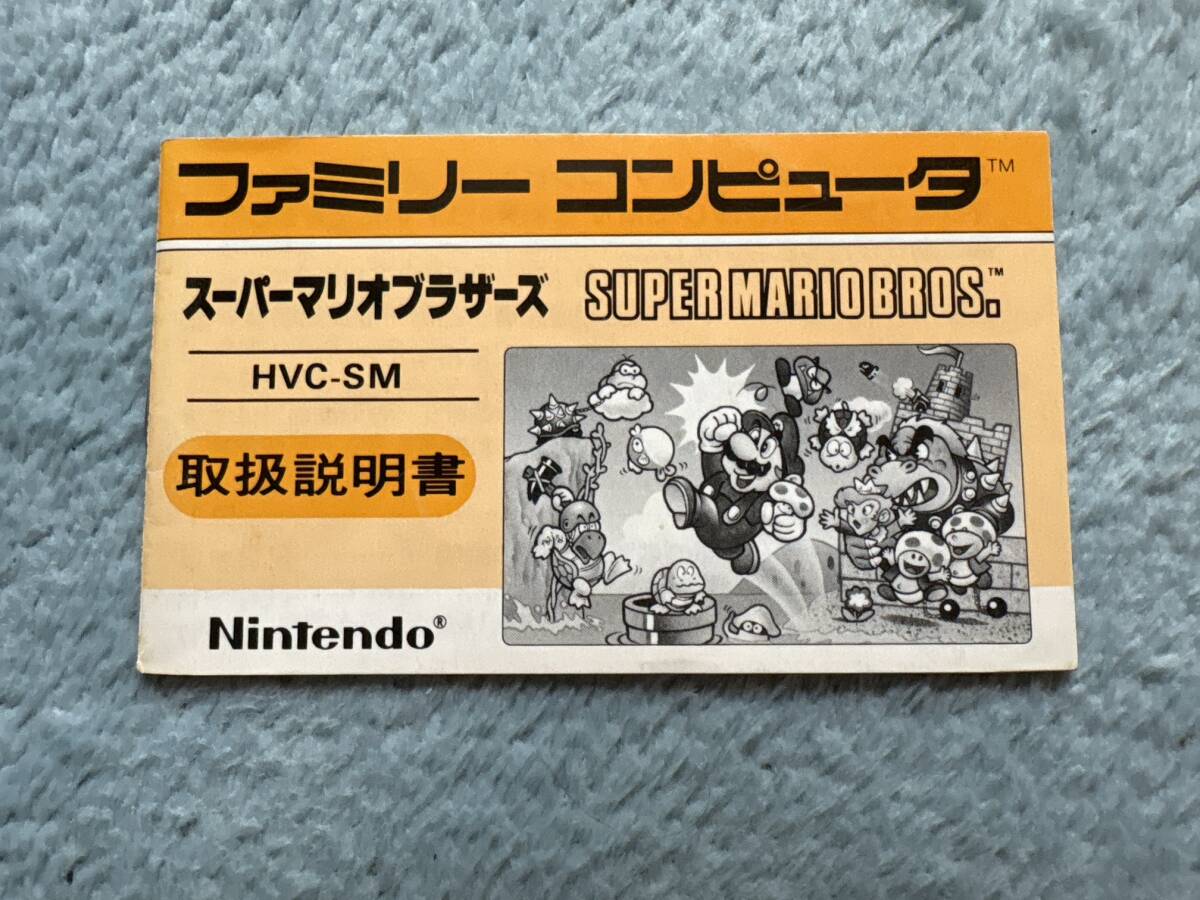 ファミリー コンピュータ™
スーパーマリオブラザーズ SUPER MARIO BROS.™
HVC-SM
取扱説明書
Nintendo®